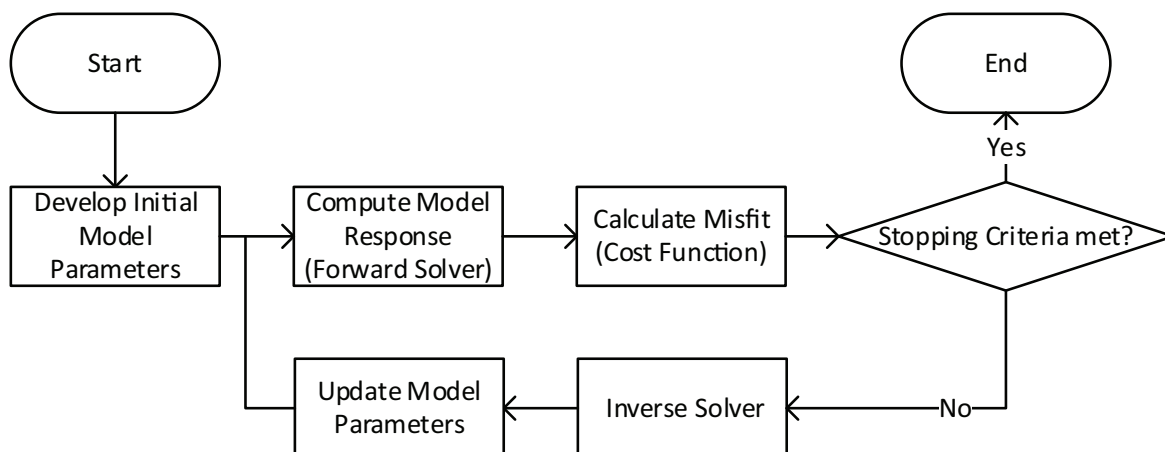 Start
End
Yes
Develop Initial
Model
Parameters
Compute Model
Response
(Forward Solver)
Calculate Misfit
(Cost Function)
Stopping Criteria met?
Update Model
Parameters
Inverse Solver
No